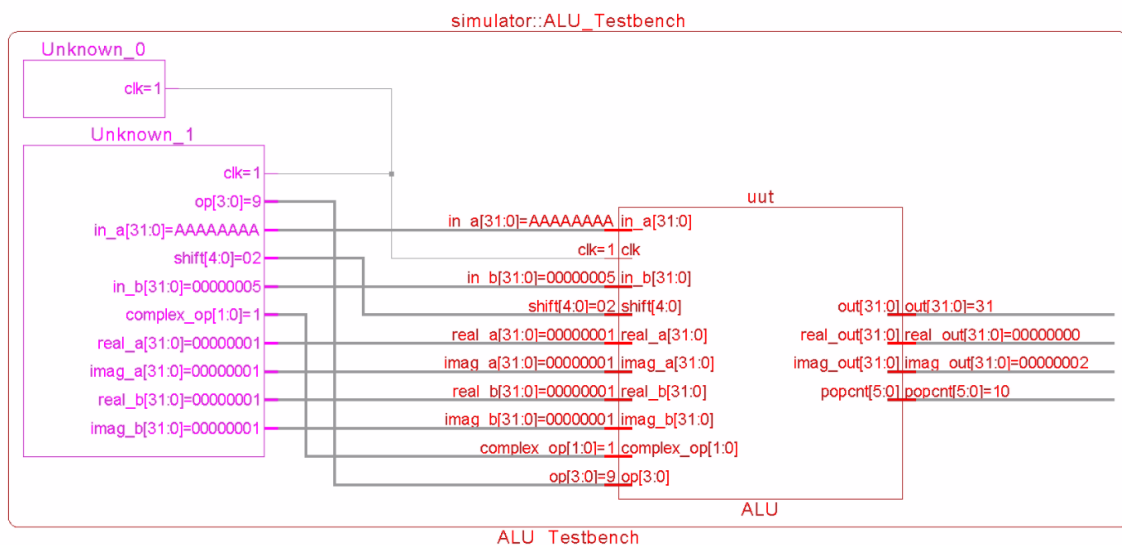 simulator::ALU_Testbench
Unknown_0
clk=1
Unknown_1
clk=1
op[3:0]=9
in_a[31:0]=AAAAAAAA
shift[4:0]=02
in_b[31:0]=00000005
complex_op[1:0]=1
real_a[31:0]=00000001
imag_a[31:0]=00000001
real_b[31:0]=00000001
imag_b[31:0]=00000001
uut
in_a[31:0]=AAAAAAAA in_a[31:0]
clk=1 clk
in_b[31:0]=00000005 in_b[31:0]
shift[4:0]=02 shift[4:0]
real_a[31:0]=00000001 real_a[31:0]
imag_a[31:0]=00000001 imag_a[31:0]
real_b[31:0]=00000001 real_b[31:0]
imag_b[31:0]=00000001 imag_b[31:0]
complex_op[1:0]=1 complex_op[1:0]
op[3:0]=9 op[3:0]
out[31:0] out[31:0]=31
real_out[31:0] real_out[31:0]=00000000
imag_out[31:0] imag_out[31:0]=00000002
popcnt[5:0] popcnt[5:0]=10
ALU
ALU_Testbench